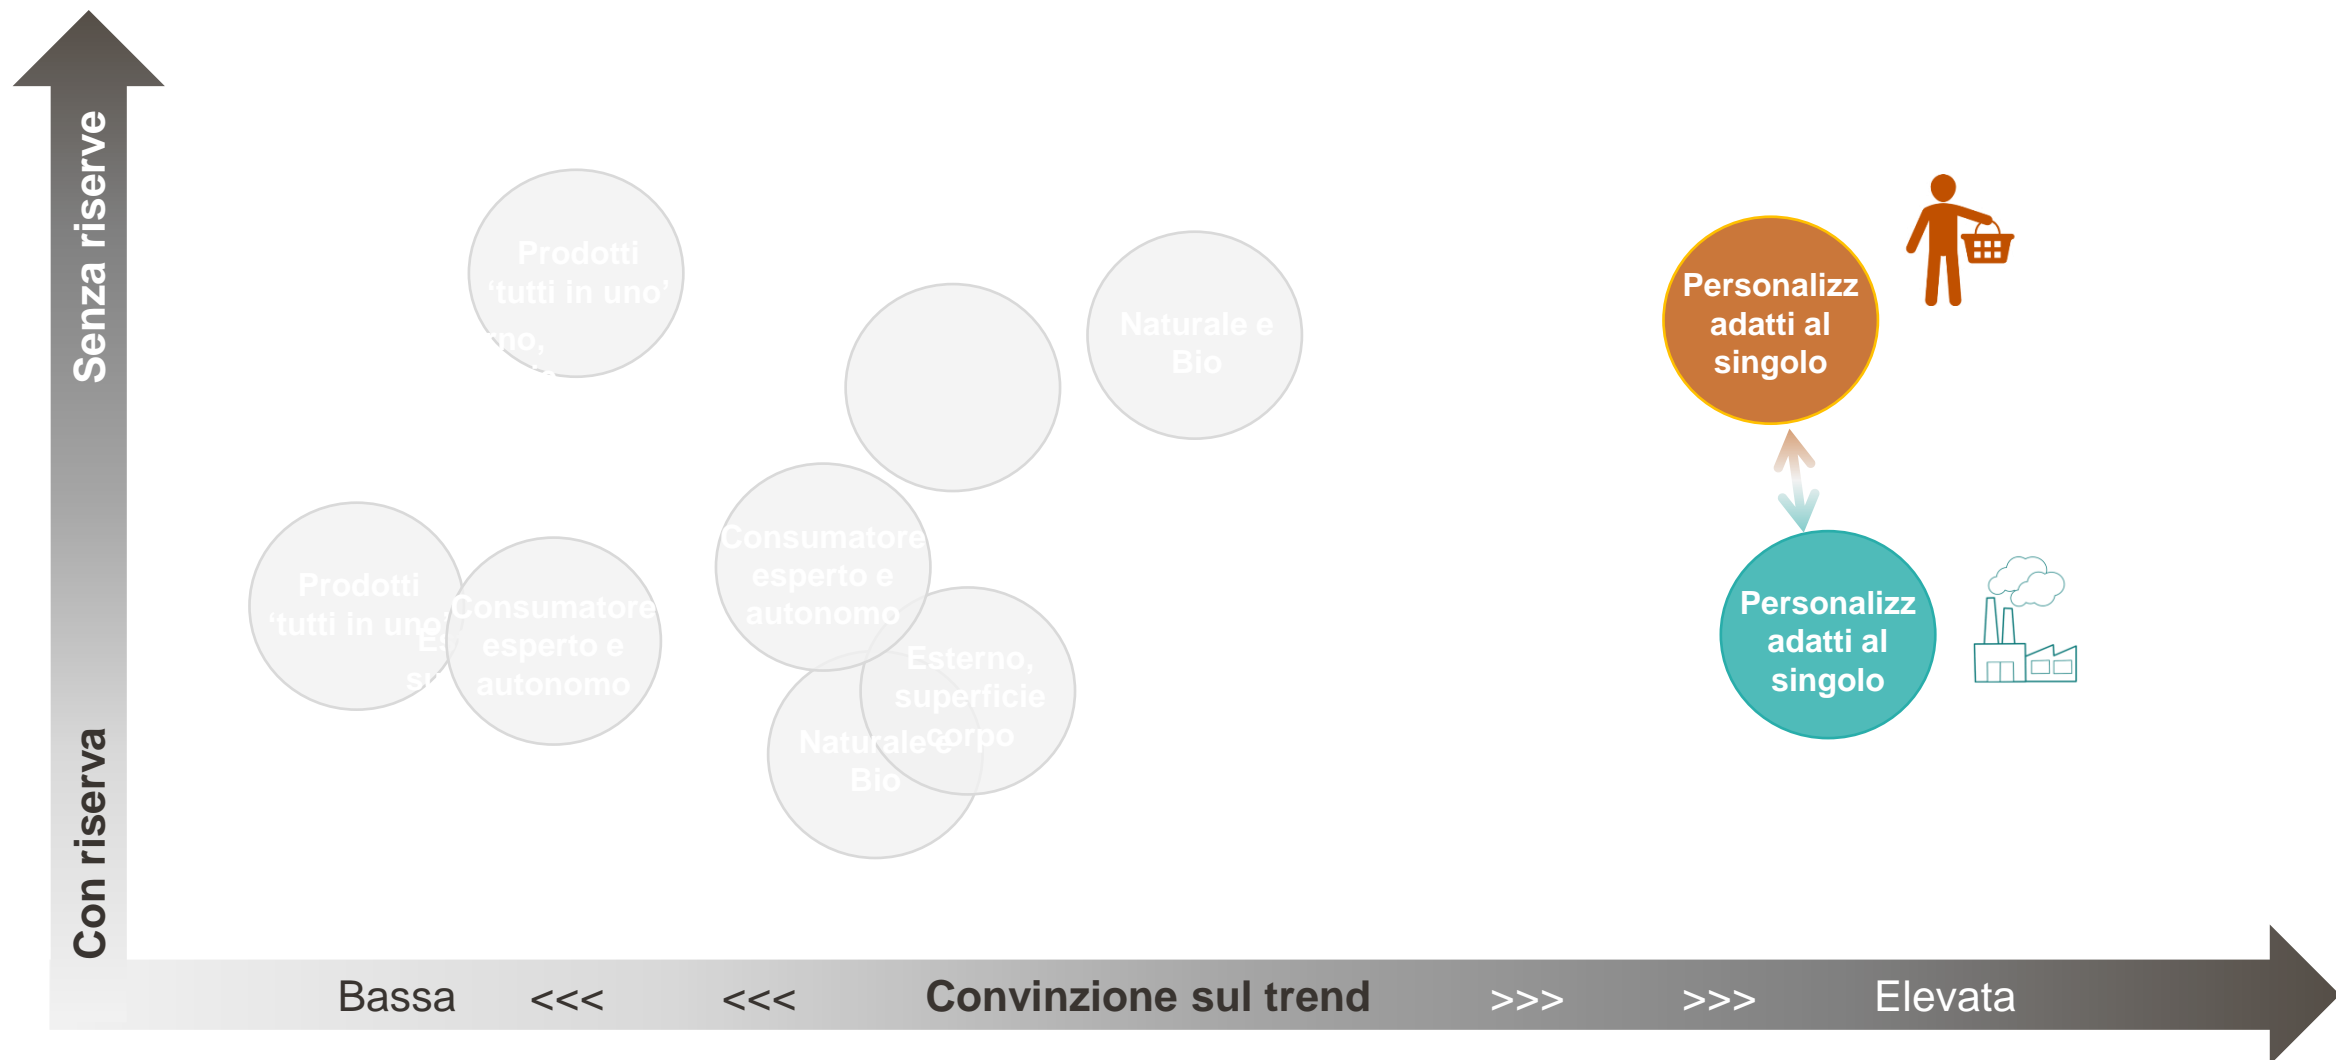 Senza riserve
Con riserva
Prodotti
‘tutti in uno’
Naturale e
Bio
Personalizz
adatti al
singolo
Prodotti
‘tutti in uno’
Consumatore
esperto e
autonomo
Consumatore
esperto e
autonomo
Esterno,
superficie
corpo
Naturale e
Bio
Personalizz
adatti al
singolo
Bassa <<< <<< Convinzione sul trend >>> >>> Elevata